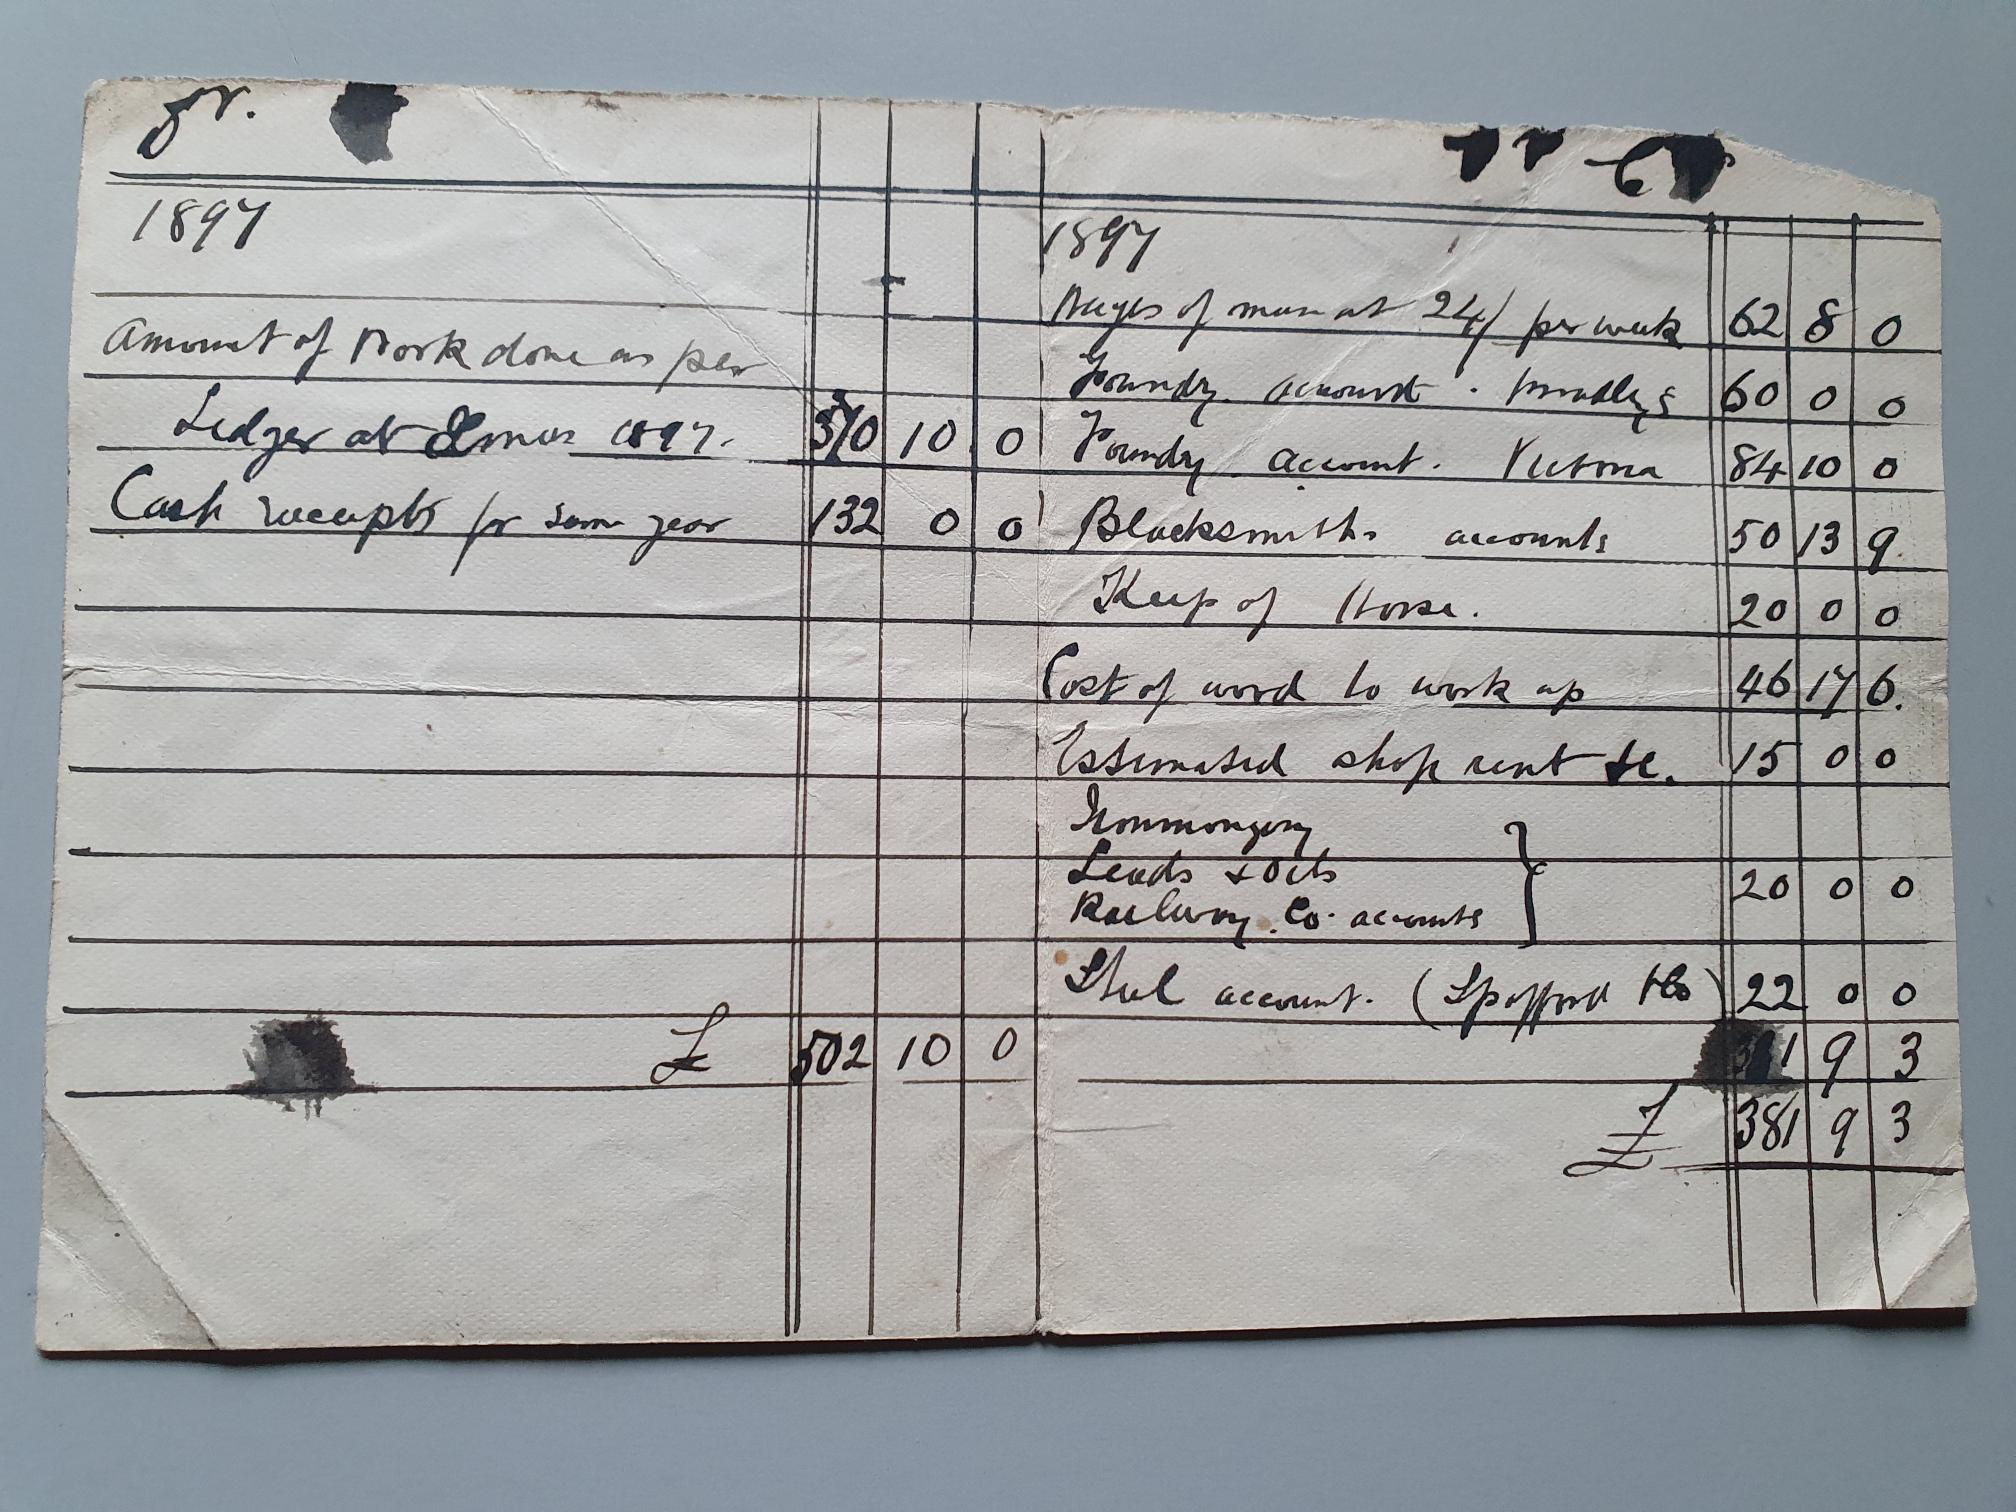 1897
Amount of Work done as per
Ledger at Xmas 1897. 370 10 0
Cash receipts for same year 132 0 0
£ 502 10 0
1897
Wages of man at 24/ per week 62 8 0
Foundry account. 60 0 0
Foundry account. Victoria 84 10 0
Blacksmiths accounts 50 13 9
Keep of Horse. 20 0 0
Cost of wood to work up 46 17 6.
Estimated shop rent &c. 15 0 0
Ironmongery
Leads & Oils 20 0 0
Railway Co. accounts
Steel account. (Spofford &Co) 22 0 0
381 9 3
£ 381 9 3